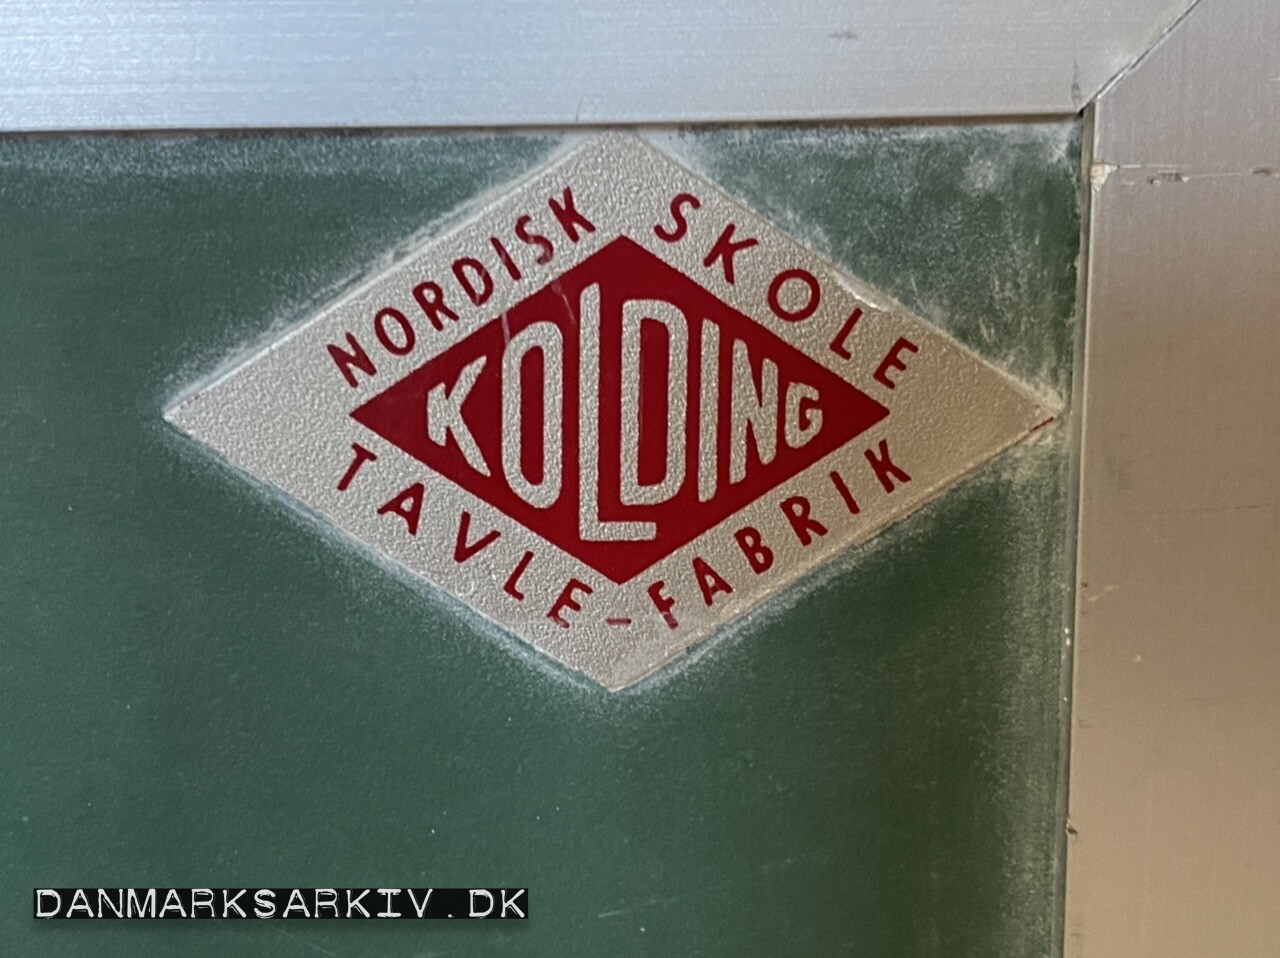 NORDISK SKOLE
KOLDING
TAVLE-FABRIK
DANMARKSARKIV.DK